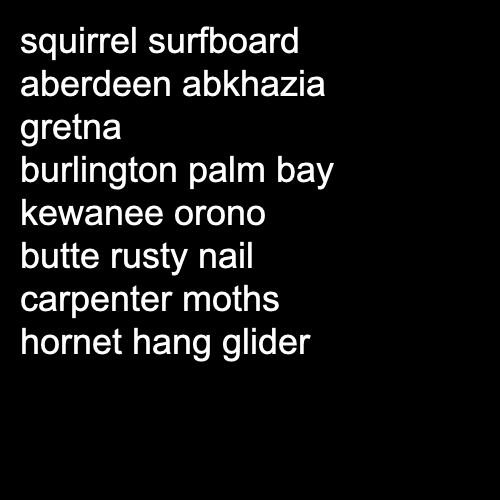 squirrel surfboard
aberdeen abkhazia
gretna
burlington palm bay
kewanee orono
butte rusty nail
carpenter moths
hornet hang glider